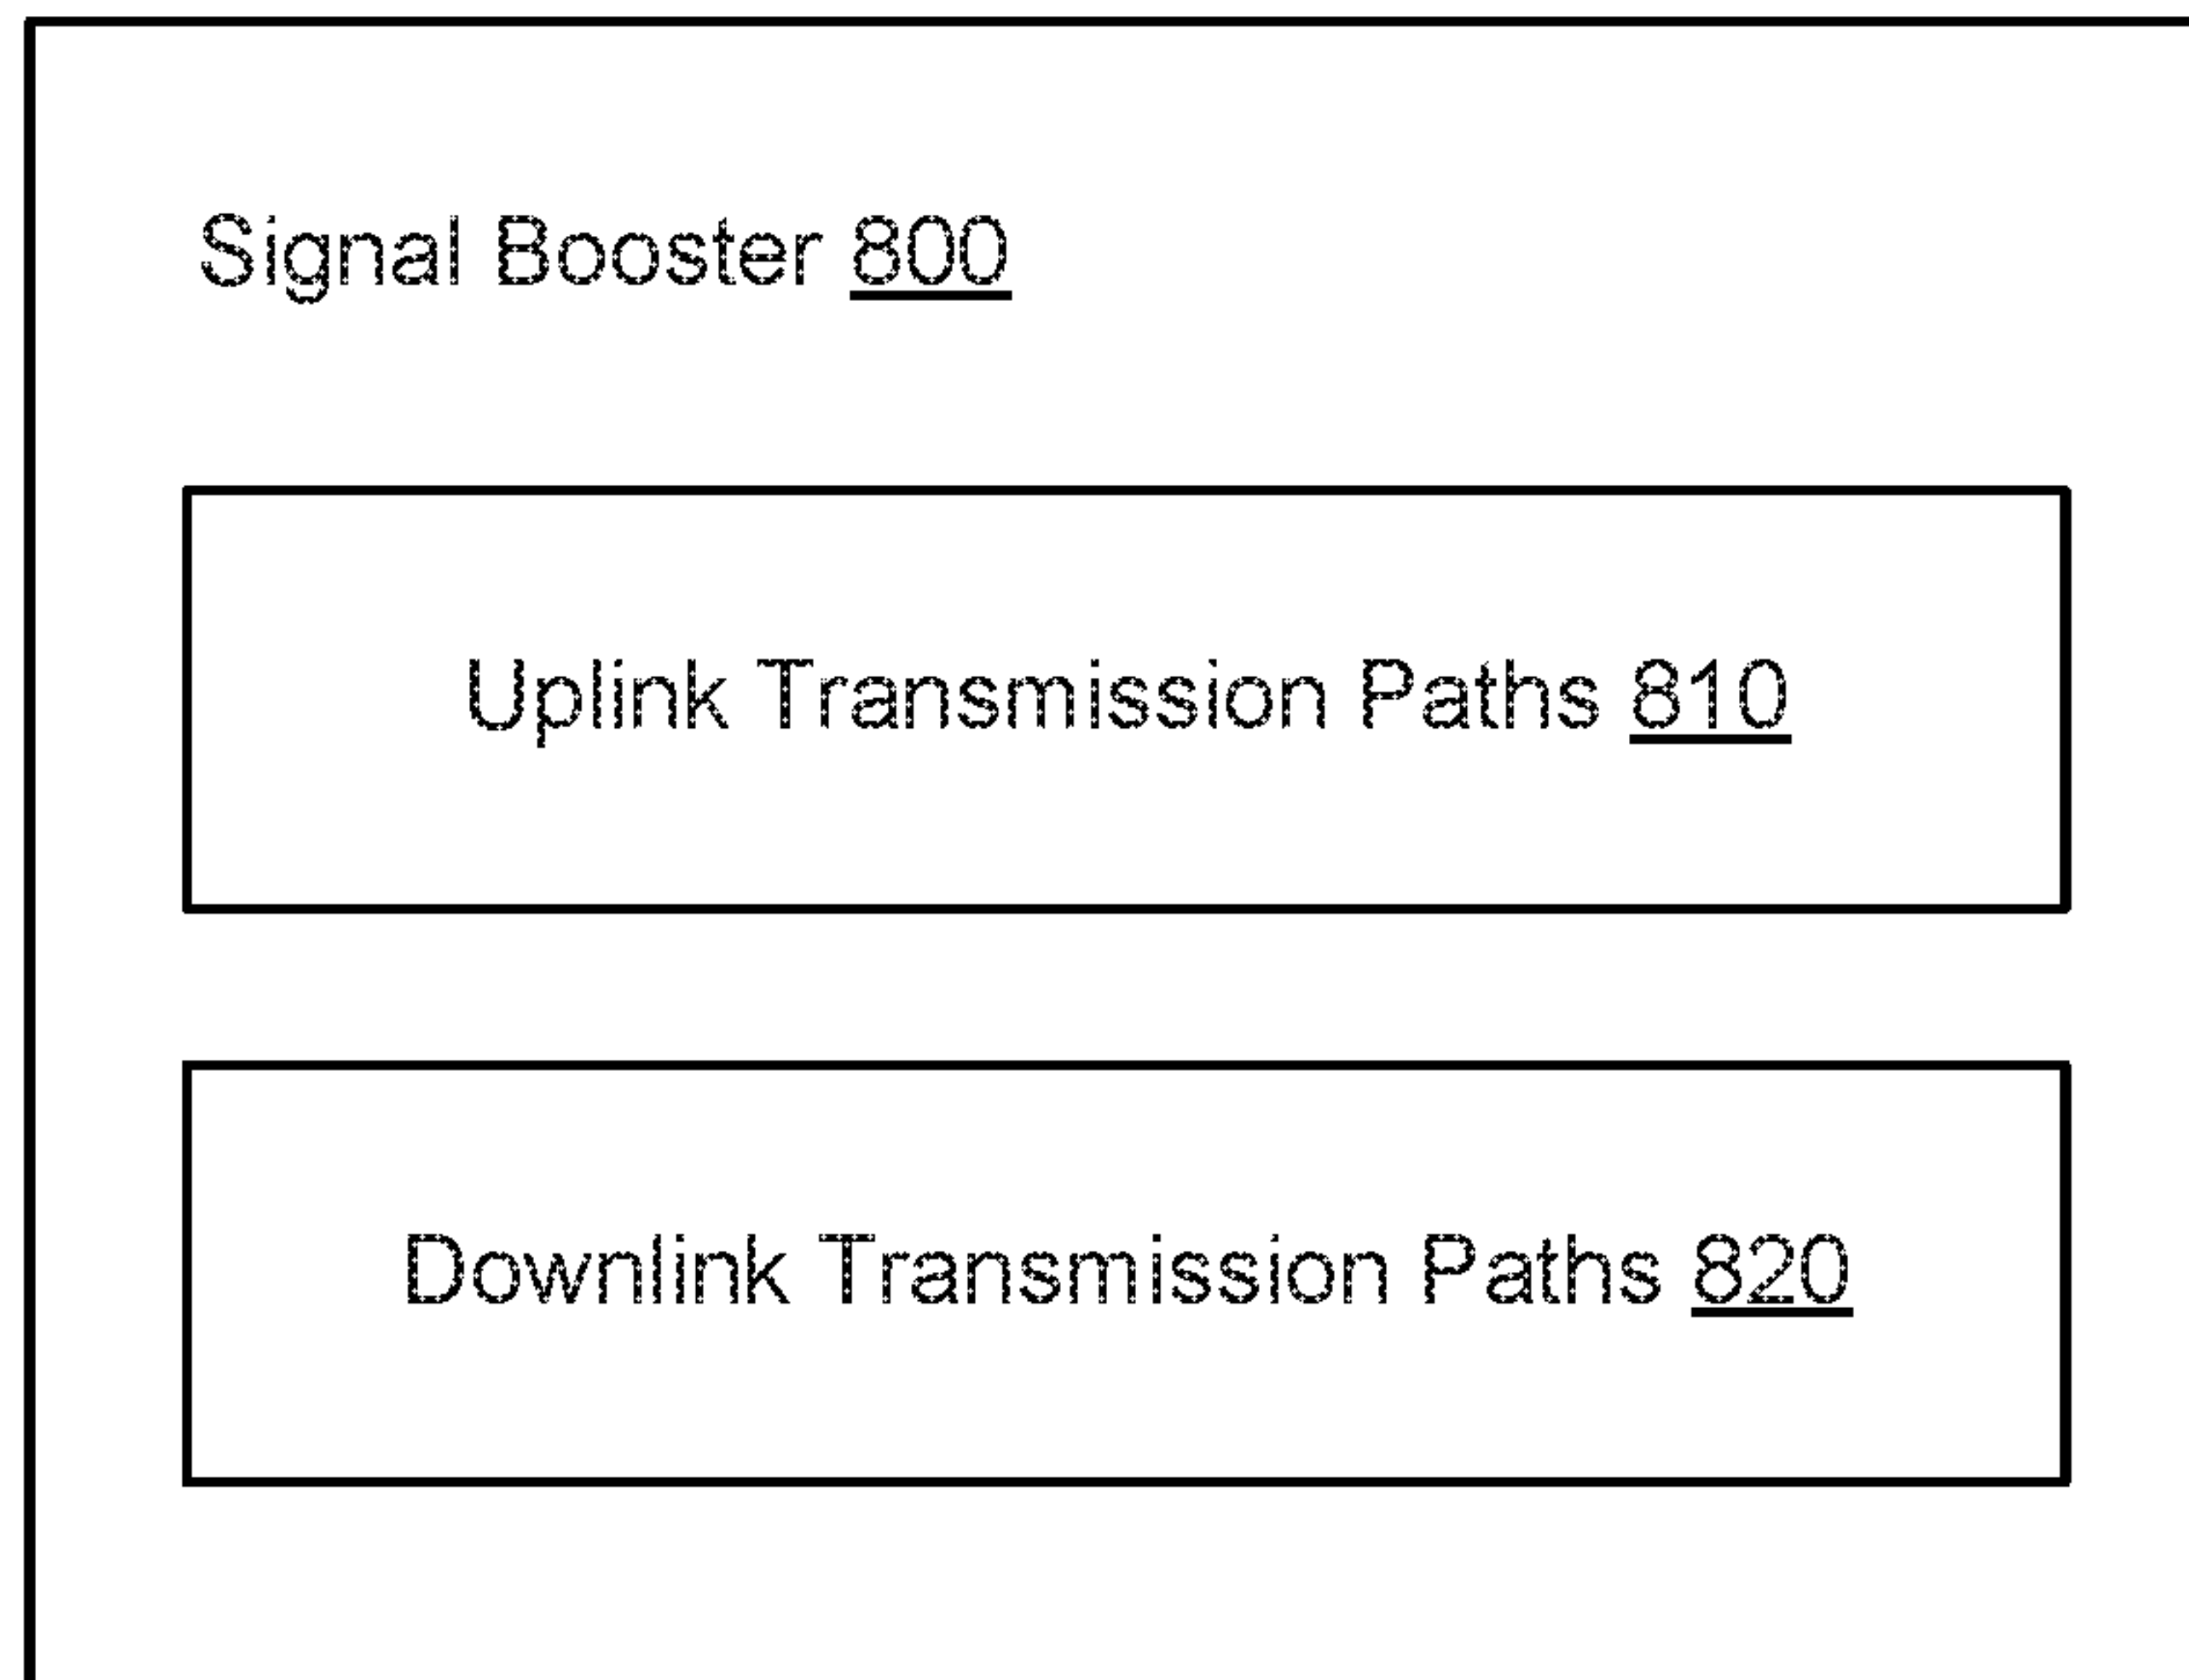 Signal Booster 800
Uplink Transmission Paths 810
Downlink Transmission Paths 820